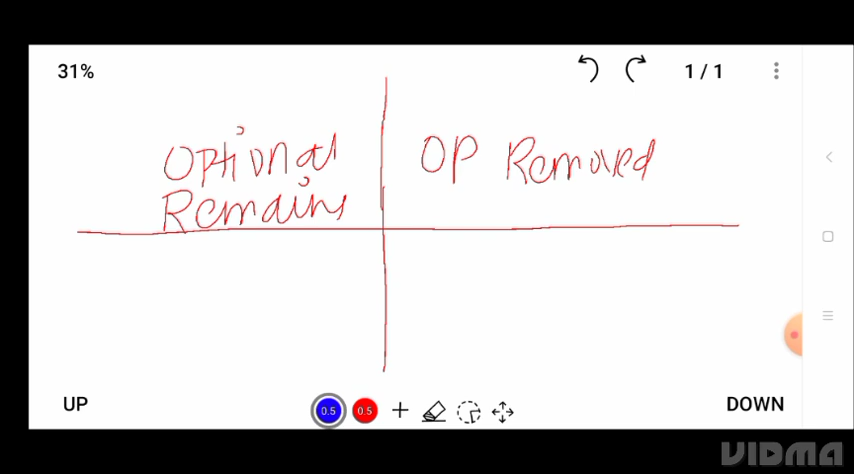 31%
1 / 1
Optional
Remains
OP Removed
UP
0.5
0.5
DOWN
VIDMA